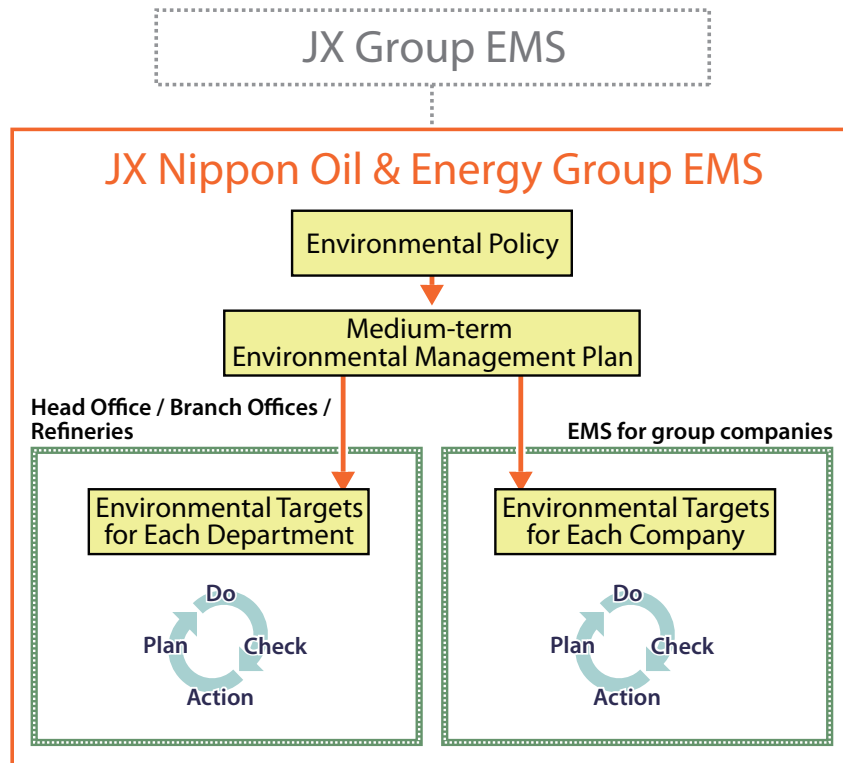 JX Group EMS
JX Nippon Oil & Energy Group EMS
Environmental Policy
Medium-term
Environmental Management Plan
Head Office / Branch Offices /
Refineries
Environmental Targets
for Each Department
Do
Plan
Check
Action
EMS for group companies
Environmental Targets
for Each Company
Do
Plan
Check
Action